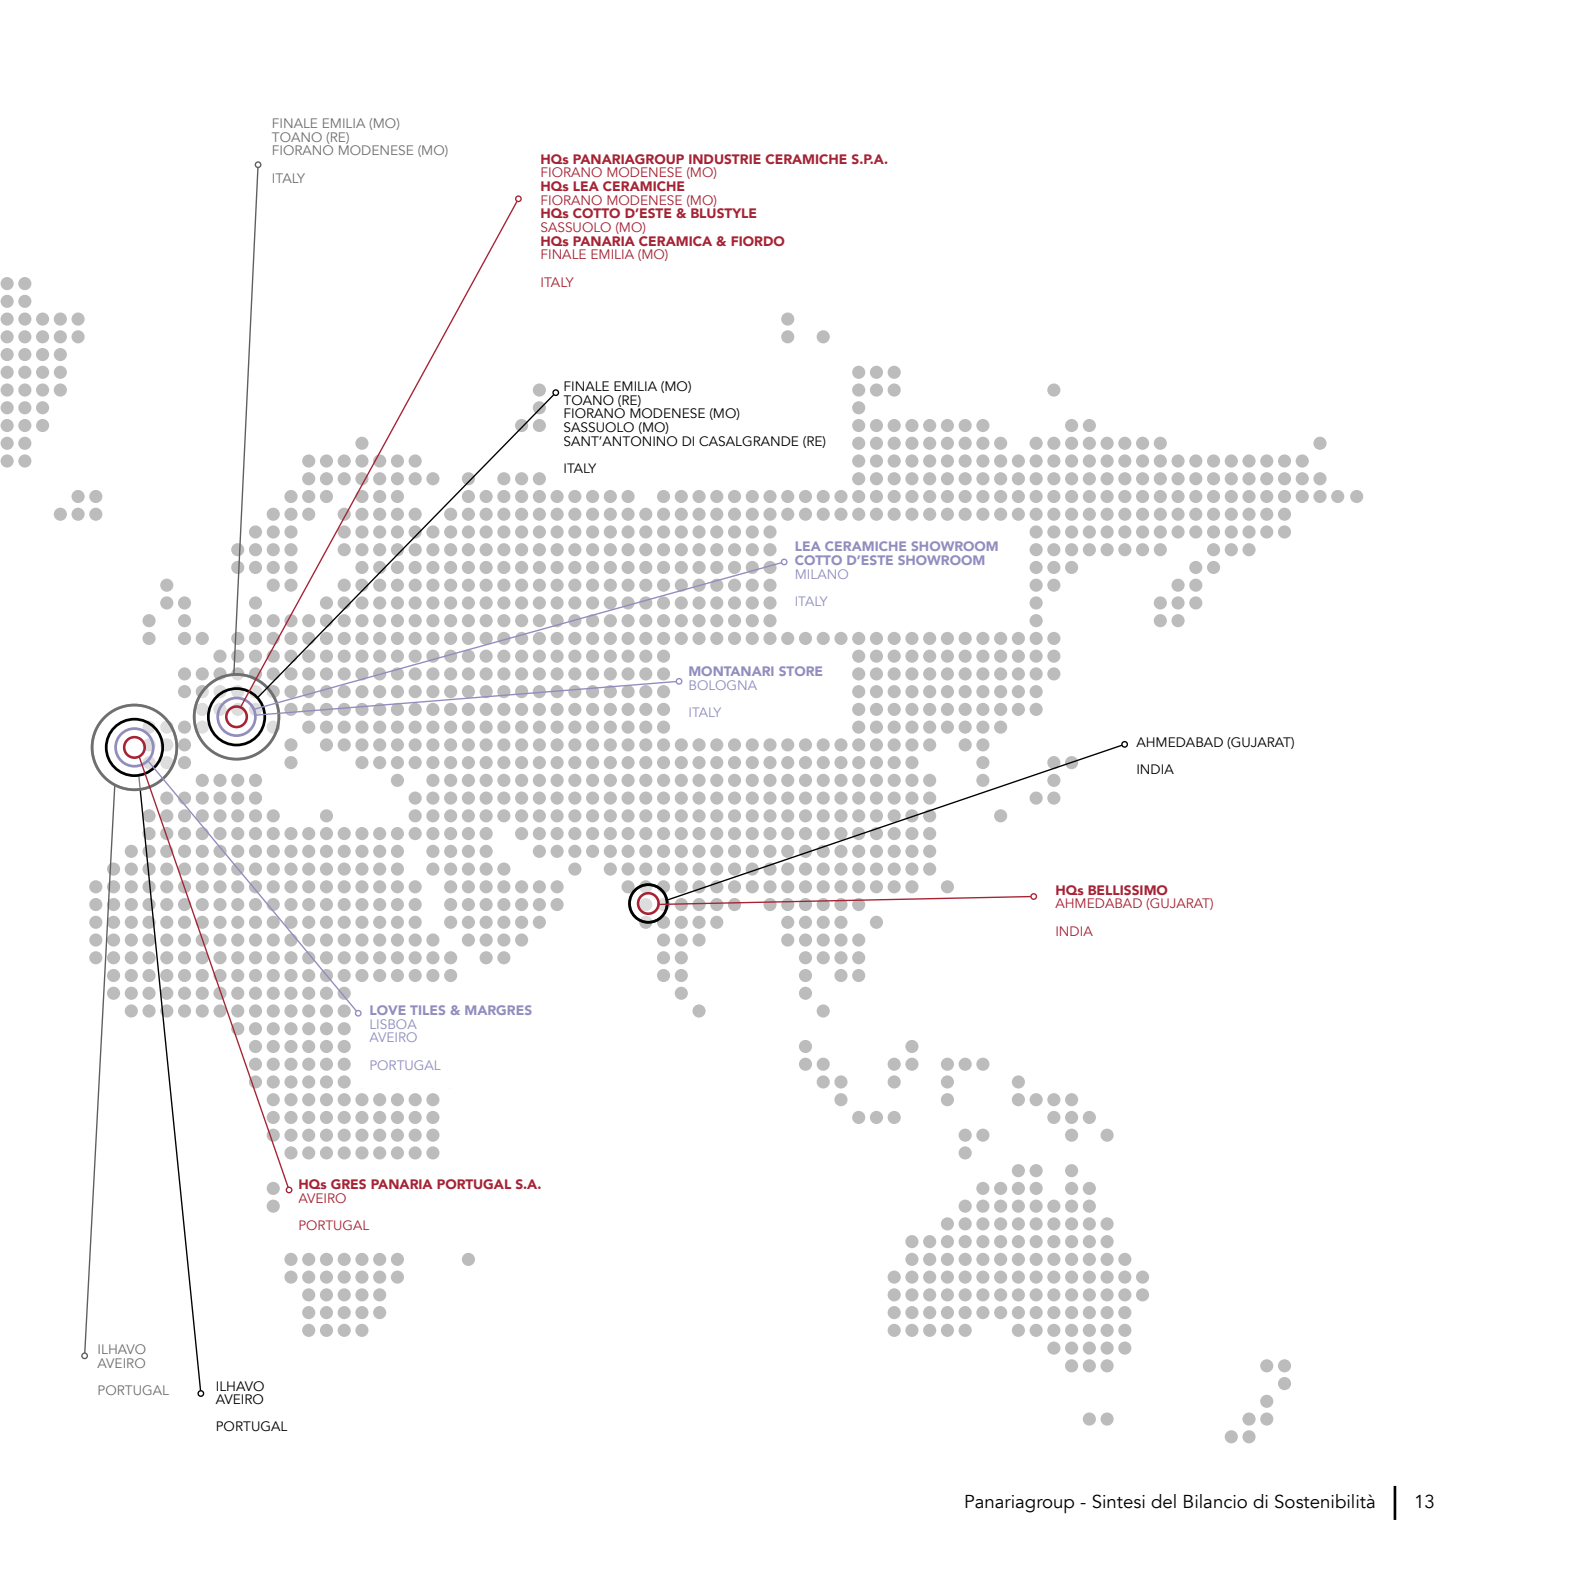 FINALE EMILIA (MO)
TOANO (RE)
FIORANO MODENESE (MO)
ITALY
HQs PANARIAGROUP INDUSTRIE CERAMICHE S.P.A.
FIORANO MODENESE (MO)
HQs LEA CERAMICHE
FIORANO MODENESE (MO)
HQs COTTO D’ESTE & BLUSTYLE
SASSUOLO (MO)
HQs PANARIA CERAMICA & FIORDO
FINALE EMILIA (MO)
ITALY
FINALE EMILIA (MO)
TOANO (RE)
FIORANO MODENESE (MO)
SASSUOLO (MO)
SANT’ANTONINO DI CASALGRANDE (RE)
ITALY
LEA CERAMICHE SHOWROOM
COTTO D’ESTE SHOWROOM
MILANO
ITALY
MONTANARI STORE
BOLOGNA
ITALY
AHMEDABAD (GUJARAT)
INDIA
HQs BELLISSIMO
AHMEDABAD (GUJARAT)
INDIA
LOVE TILES & MARGRES
LISBOA
AVEIRO
PORTUGAL
HQs GRES PANARIA PORTUGAL S.A.
AVEIRO
PORTUGAL
ILHAVO
AVEIRO
PORTUGAL
ILHAVO
AVEIRO
PORTUGAL
Panariagroup - Sintesi del Bilancio di Sostenibilità 13